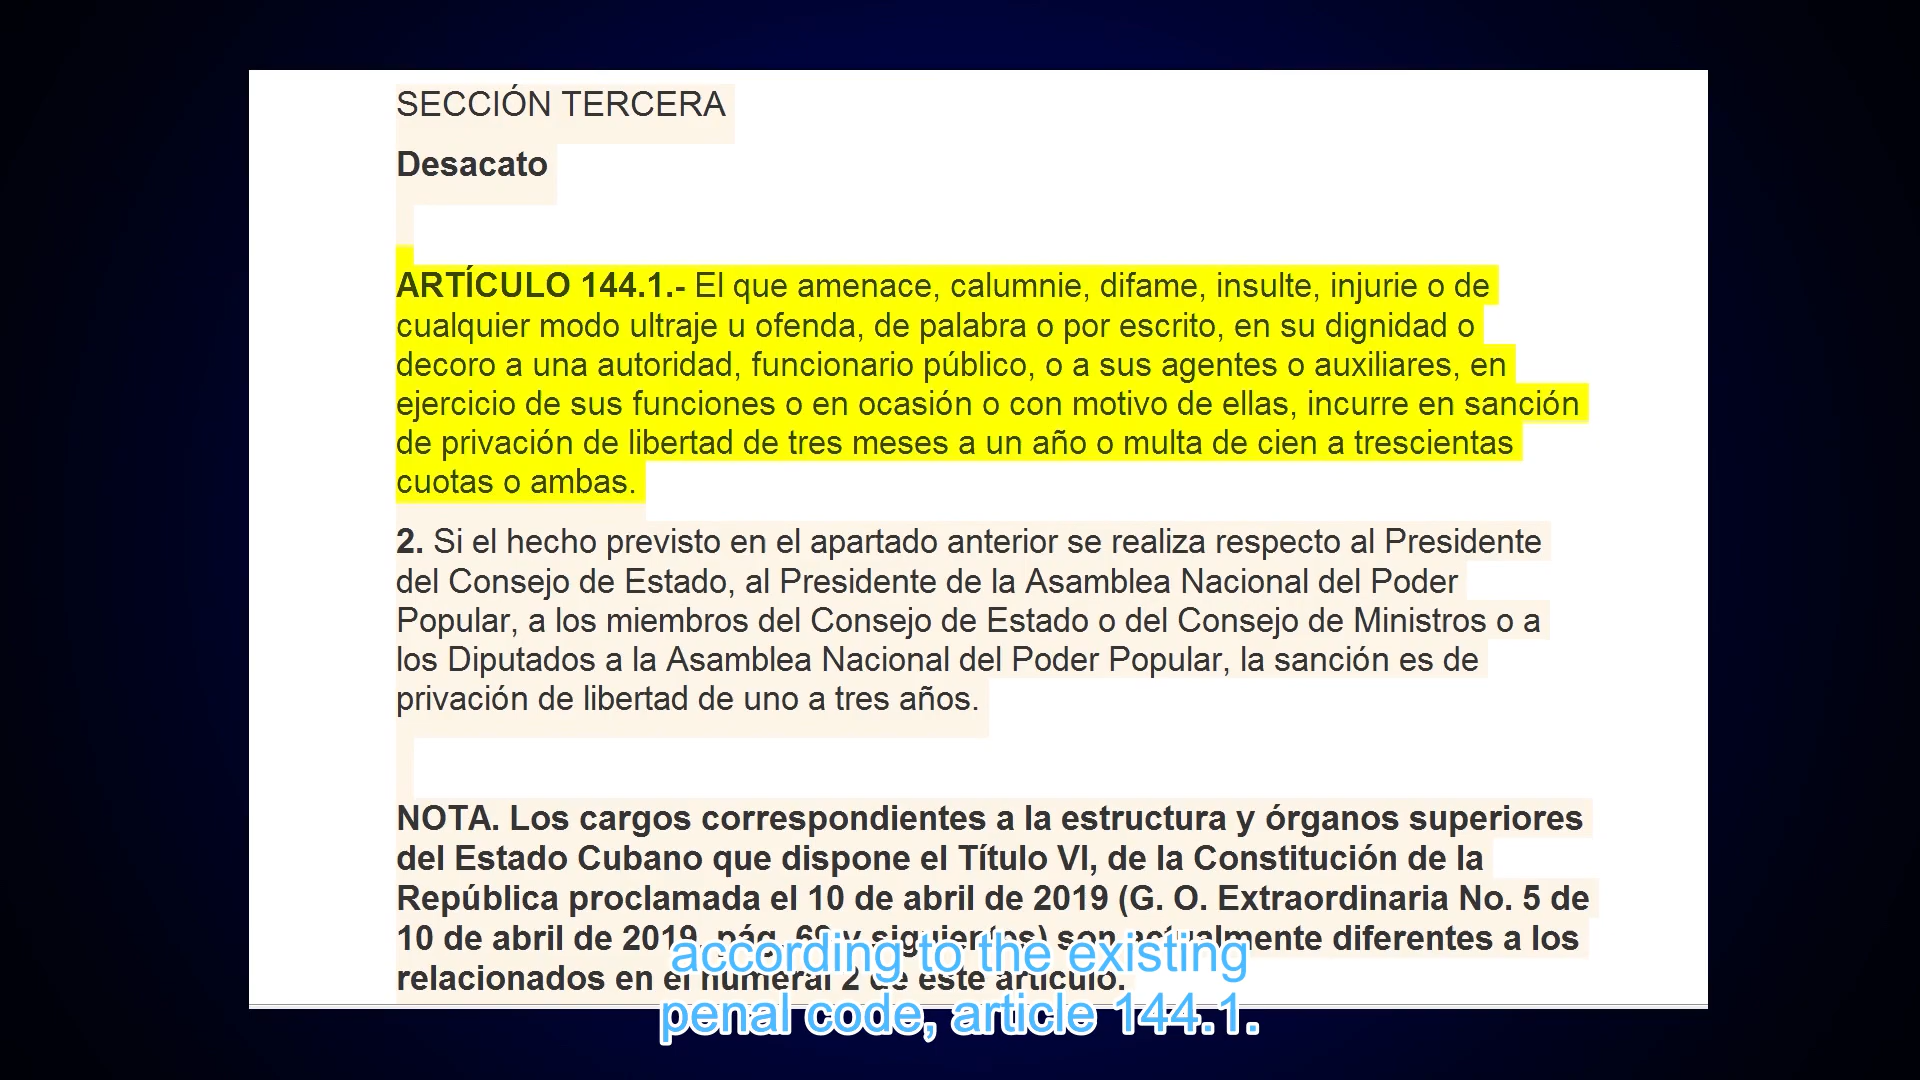 SECCIÓN TERCERA
Desacato
ARTÍCULO 144.1.- El que amenace, calumnie, difame, insulte, injurie o de
cualquier modo ultraje u ofenda, de palabra o por escrito, en su dignidad o
decoro a una autoridad, funcionario público, o a sus agentes o auxiliares, en
ejercicio de sus funciones o en ocasión o con motivo de ellas, incurre en sanción
de privación de libertad de tres meses a un año o multa de cien a trescientas
cuotas o ambas.
2. Si el hecho previsto en el apartado anterior se realiza respecto al Presidente
del Consejo de Estado, al Presidente de la Asamblea Nacional del Poder
Popular, a los miembros del Consejo de Estado o del Consejo de Ministros o a
los Diputados a la Asamblea Nacional del Poder Popular, la sanción es de
privación de libertad de uno a tres años.
NOTA. Los cargos correspondientes a la estructura y órganos superiores
del Estado Cubano que dispone el Título VI, de la Constitución de la
República proclamada el 10 de abril de 2019 (G. O. Extraordinaria No. 5 de
10 de abril de 2019, pág. 69 y siguientes) son actualmente diferentes a los
relacionados en el numeral 2 de este artículo.
according to the existing
penal code, article 144.1.